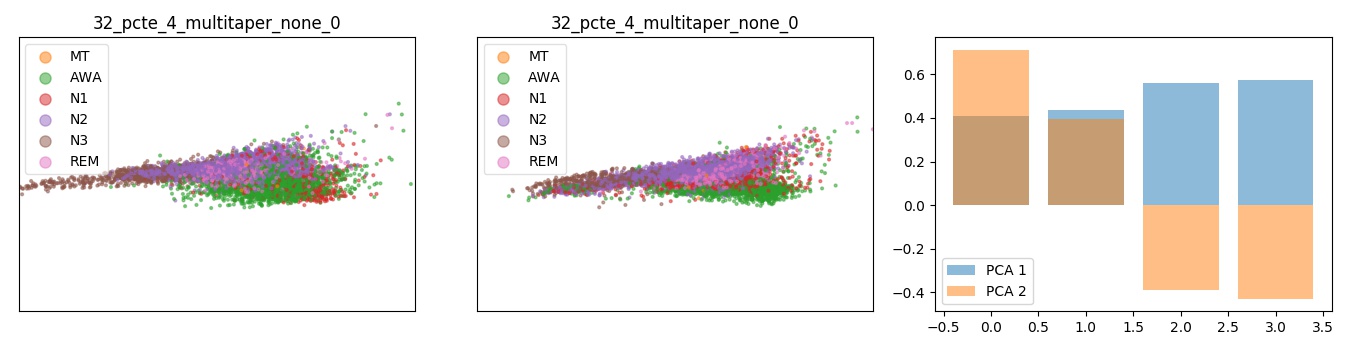 32_pcte_4_multitaper_none_0
MT
AWA
N1
N2
N3
REM
32_pcte_4_multitaper_none_0
MT
AWA
N1
N2
N3
REM
0.6
0.4
0.2
0.0
−0.2
−0.4
PCA 1
PCA 2
−0.5 0.0 0.5 1.0 1.5 2.0 2.5 3.0 3.5